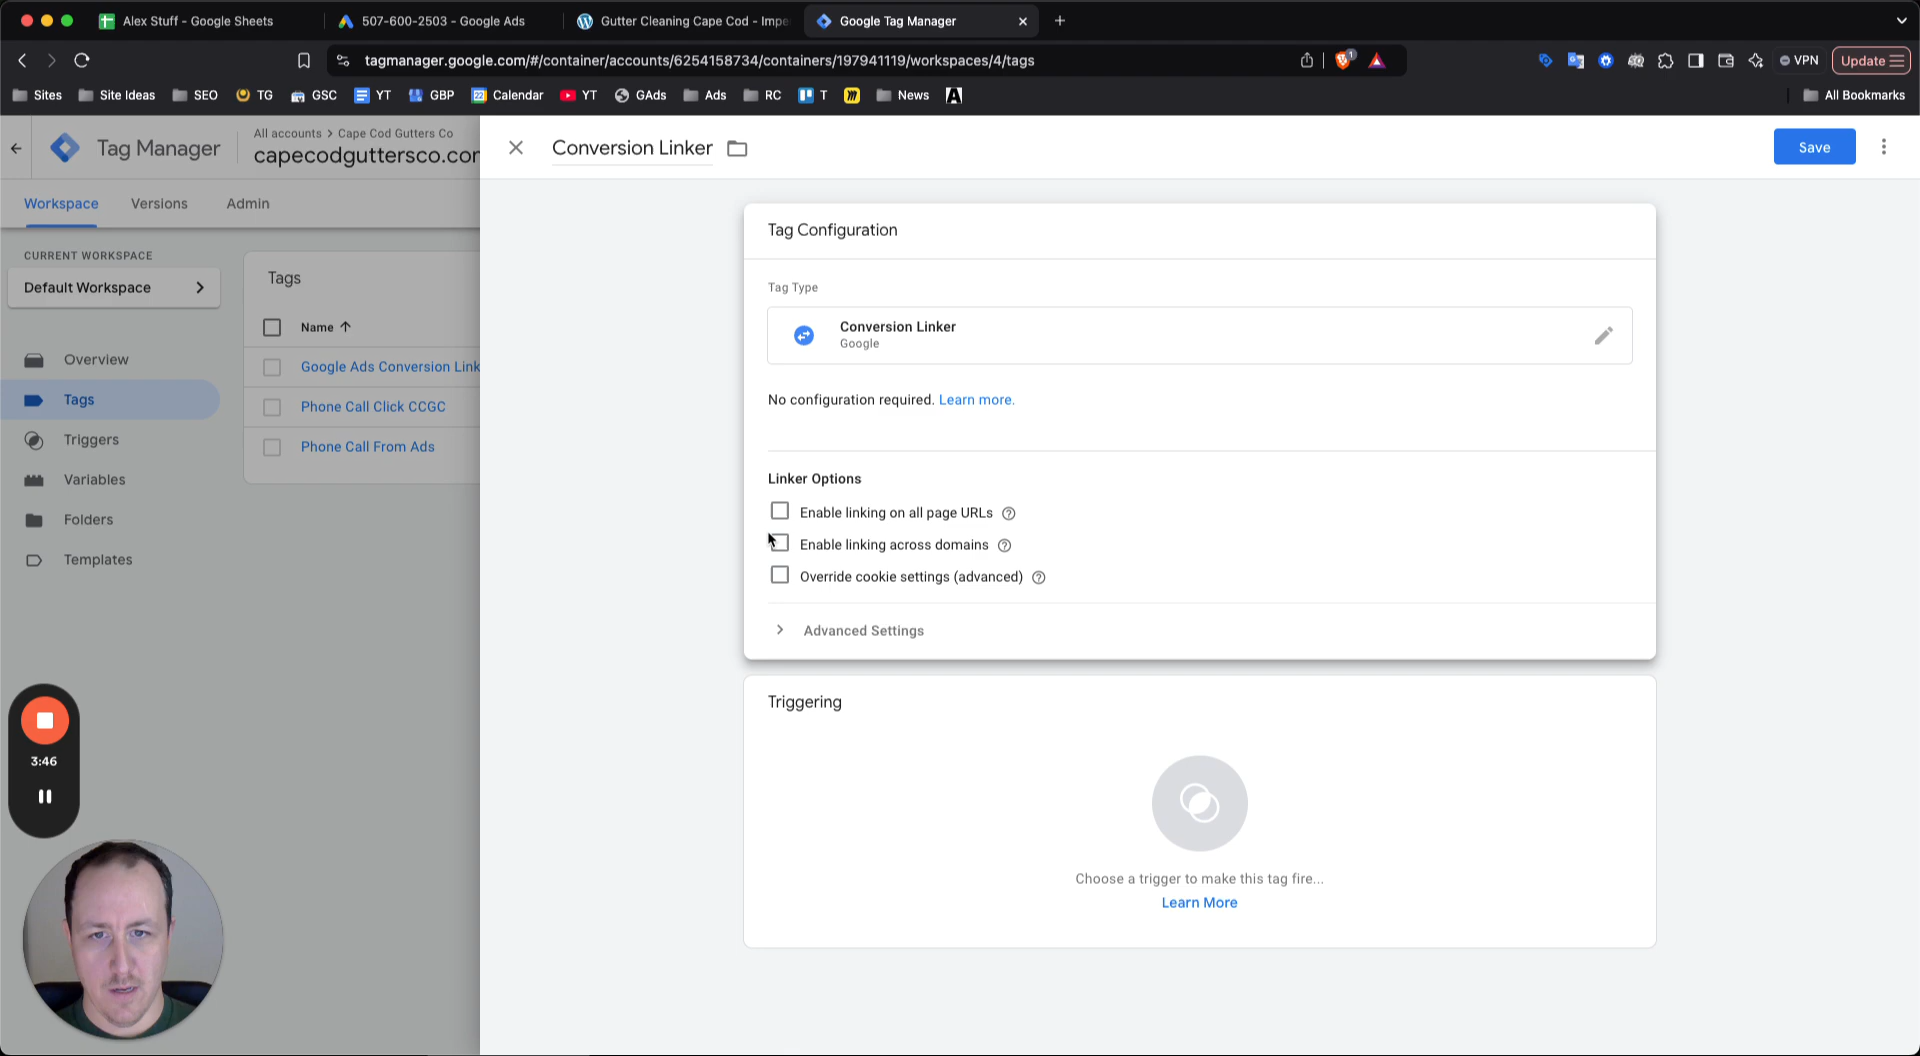 Alex Stuff - Google Sheets
507-600-2503 - Google Ads
Gutter Cleaning Cape Cod - Impe
Google Tag Manager
tagmanager.google.com/#/container/accounts/6254158734/containers/197941119/workspaces/4/tags
1
VPN
Update
Sites
Site Ideas
SEO
TG
GSC
YT
GBP
Calendar
YT
GAds
Ads
RC
T
News
All Bookmarks
Tag Manager
All accounts > Cape Cod Gutters Co
capecodguttersco.cor
Conversion Linker
Save
Workspace
Versions
Admin
CURRENT WORKSPACE
Default Workspace
Overview
Tags
Triggers
Variables
Folders
Templates
Tags
Name
Google Ads Conversion Link
Phone Call Click CCGC
Phone Call From Ads
Tag Configuration
Tag Type
Conversion Linker
Google
No configuration required. Learn more.
Linker Options
Enable linking on all page URLs
Enable linking across domains
Override cookie settings (advanced)
Advanced Settings
Triggering
Choose a trigger to make this tag fire...
Learn More
3:46